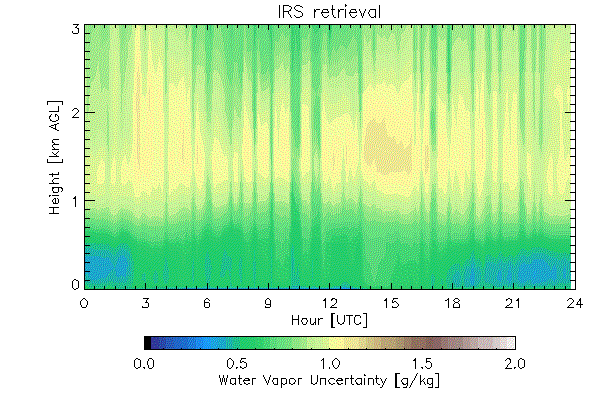 IRS retrieval
3
2
1
0
Height [km AGL]
0 3 6 9 12 15 18 21 24
Hour [UTC]
0.0 0.5 1.0 1.5 2.0
Water Vapor Uncertainty [g/kg]